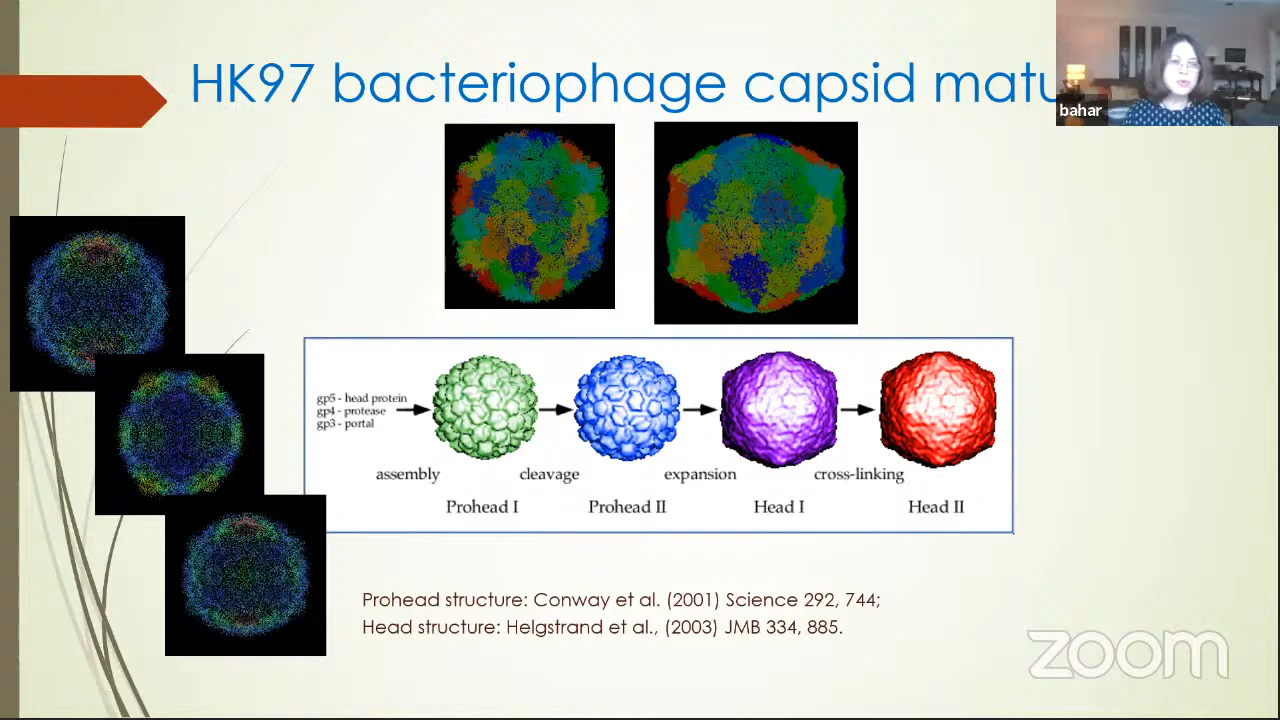 HK97 bacteriophage capsid matu
bahar
gp5 - head protein
gp4 - protease
gp3 - portal
assembly
cleavage
expansion
cross-linking
Prohead I
Prohead II
Head I
Head II
Prohead structure: Conway et al. (2001) Science 292, 744;
Head structure: Helgstrand et al., (2003) JMB 334, 885.
zoom